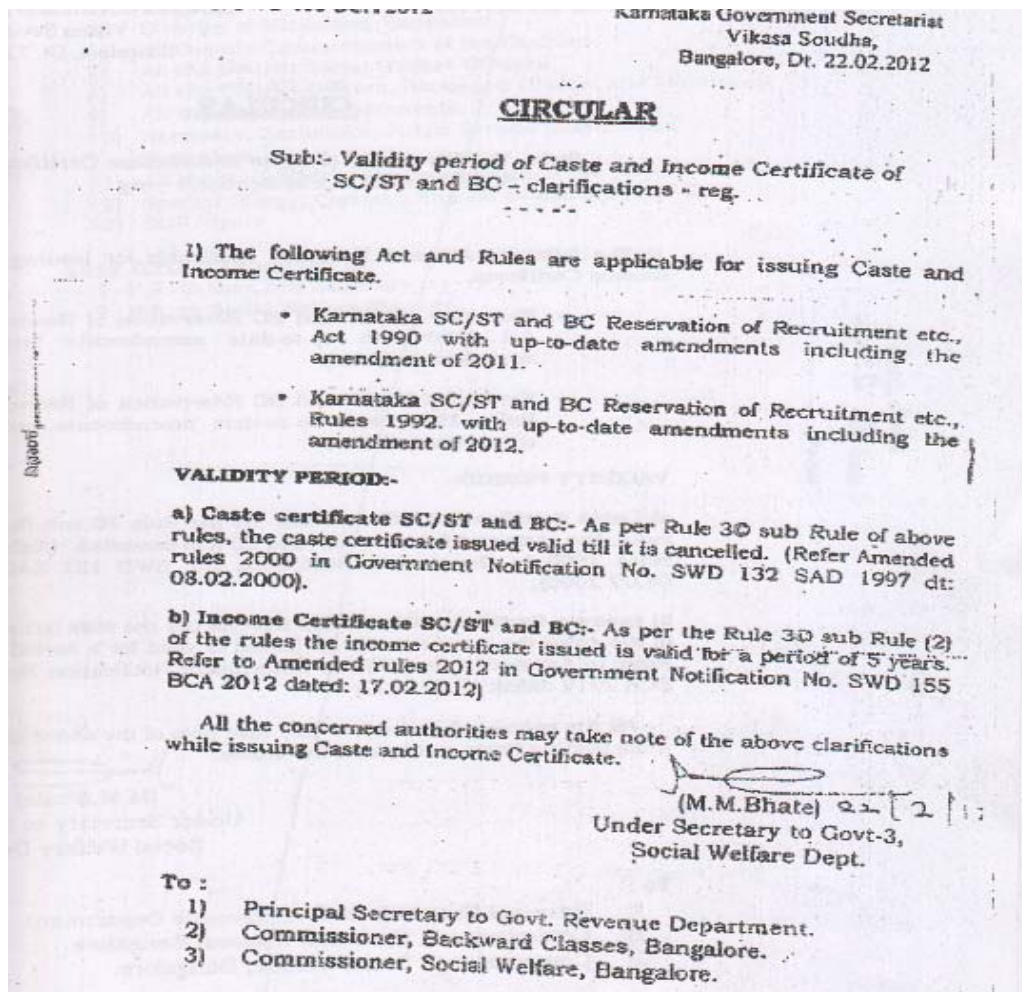 2012
Karnataka Government Secretariat
Vikasa Soudha,
Bangalore, Dt. 22.02.2012
CIRCULAR
Sub:- Validity period of Caste and Income Certificate of
SC/ST and BC – clarifications – reg.
- - - - -
1) The following Act and Rules are applicable for issuing Caste and
Income Certificate.
• Karnataka SC/ST and BC Reservation of Recruitment etc.,
Act 1990 with up-to-date amendments including the
amendment of 2011.
• Karnataka SC/ST and BC Reservation of Recruitment etc.,
Rules 1992, with up-to-date amendments including the
amendment of 2012.
VALIDITY PERIOD:-
a) Caste certificate SC/ST and BC:- As per Rule 3D sub Rule of above
rules, the caste certificate issued valid till it is cancelled. (Refer Amended
rules 2000 in Government Notification No. SWD 132 SAD 1997 dt:
08.02.2000).
b) Income Certificate SC/ST and BC:- As per the Rule 3D sub Rule (2)
of the rules the income certificate issued is valid for a period of 5 years.
Refer to Amended rules 2012 in Government Notification No. SWD 155
BCA 2012 dated: 17.02.2012)
All the concerned authorities may take note of the above clarifications
while issuing Caste and Income Certificate.
(M.M.Bhate)
Under Secretary to Govt-3,
Social Welfare Dept.
To :
1) Principal Secretary to Govt. Revenue Department.
2) Commissioner, Backward Classes, Bangalore.
3) Commissioner, Social Welfare, Bangalore.